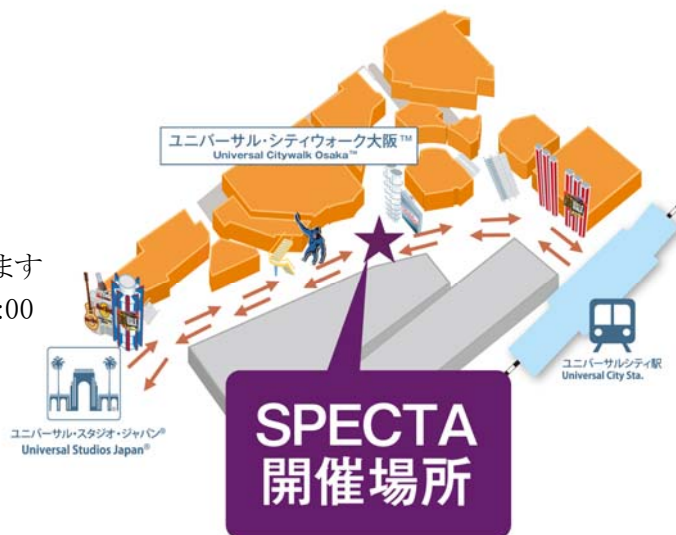 ユニバーサル・シティウォーク大阪™
Universal Citywalk Osaka™
ます
:00
ユニバーサルシティ駅
Universal City Sta.
ユニバーサル・スタジオ・ジャパン®
Universal Studios Japan®
SPECTA
開催場所